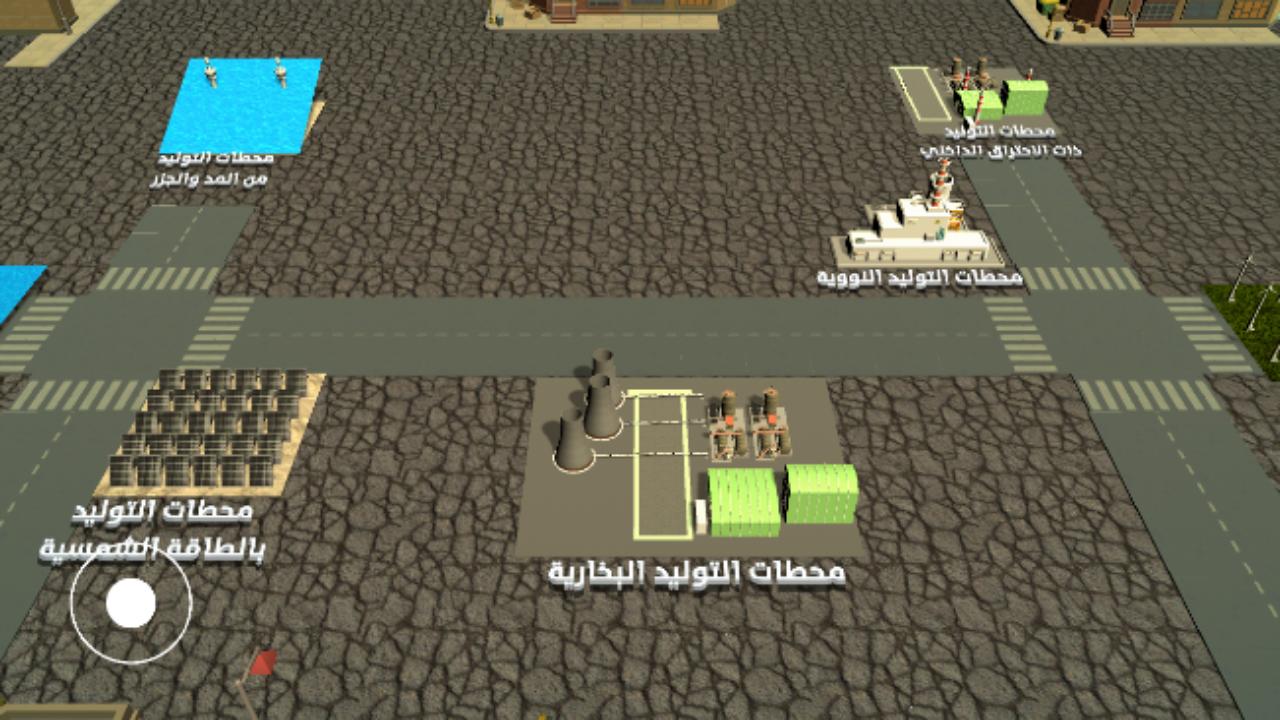 محطات التوليد
ذات الاحتراق الداخلي
محطات التوليد
من المد والجزر
محطات التوليد النووية
محطات التوليد
بالطاقة الشمسية
محطات التوليد البخارية